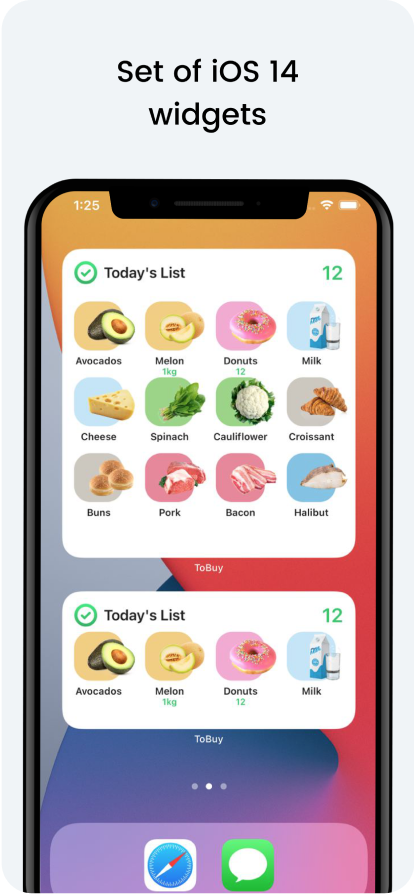 Set of iOS 14
widgets
1:25
Today's List 12
Avocados Melon Donuts Milk
1kg 12
Cheese Spinach Cauliflower Croissant
Buns Pork Bacon Halibut
ToBuy
Today's List 12
Avocados Melon Donuts Milk
1kg 12
ToBuy